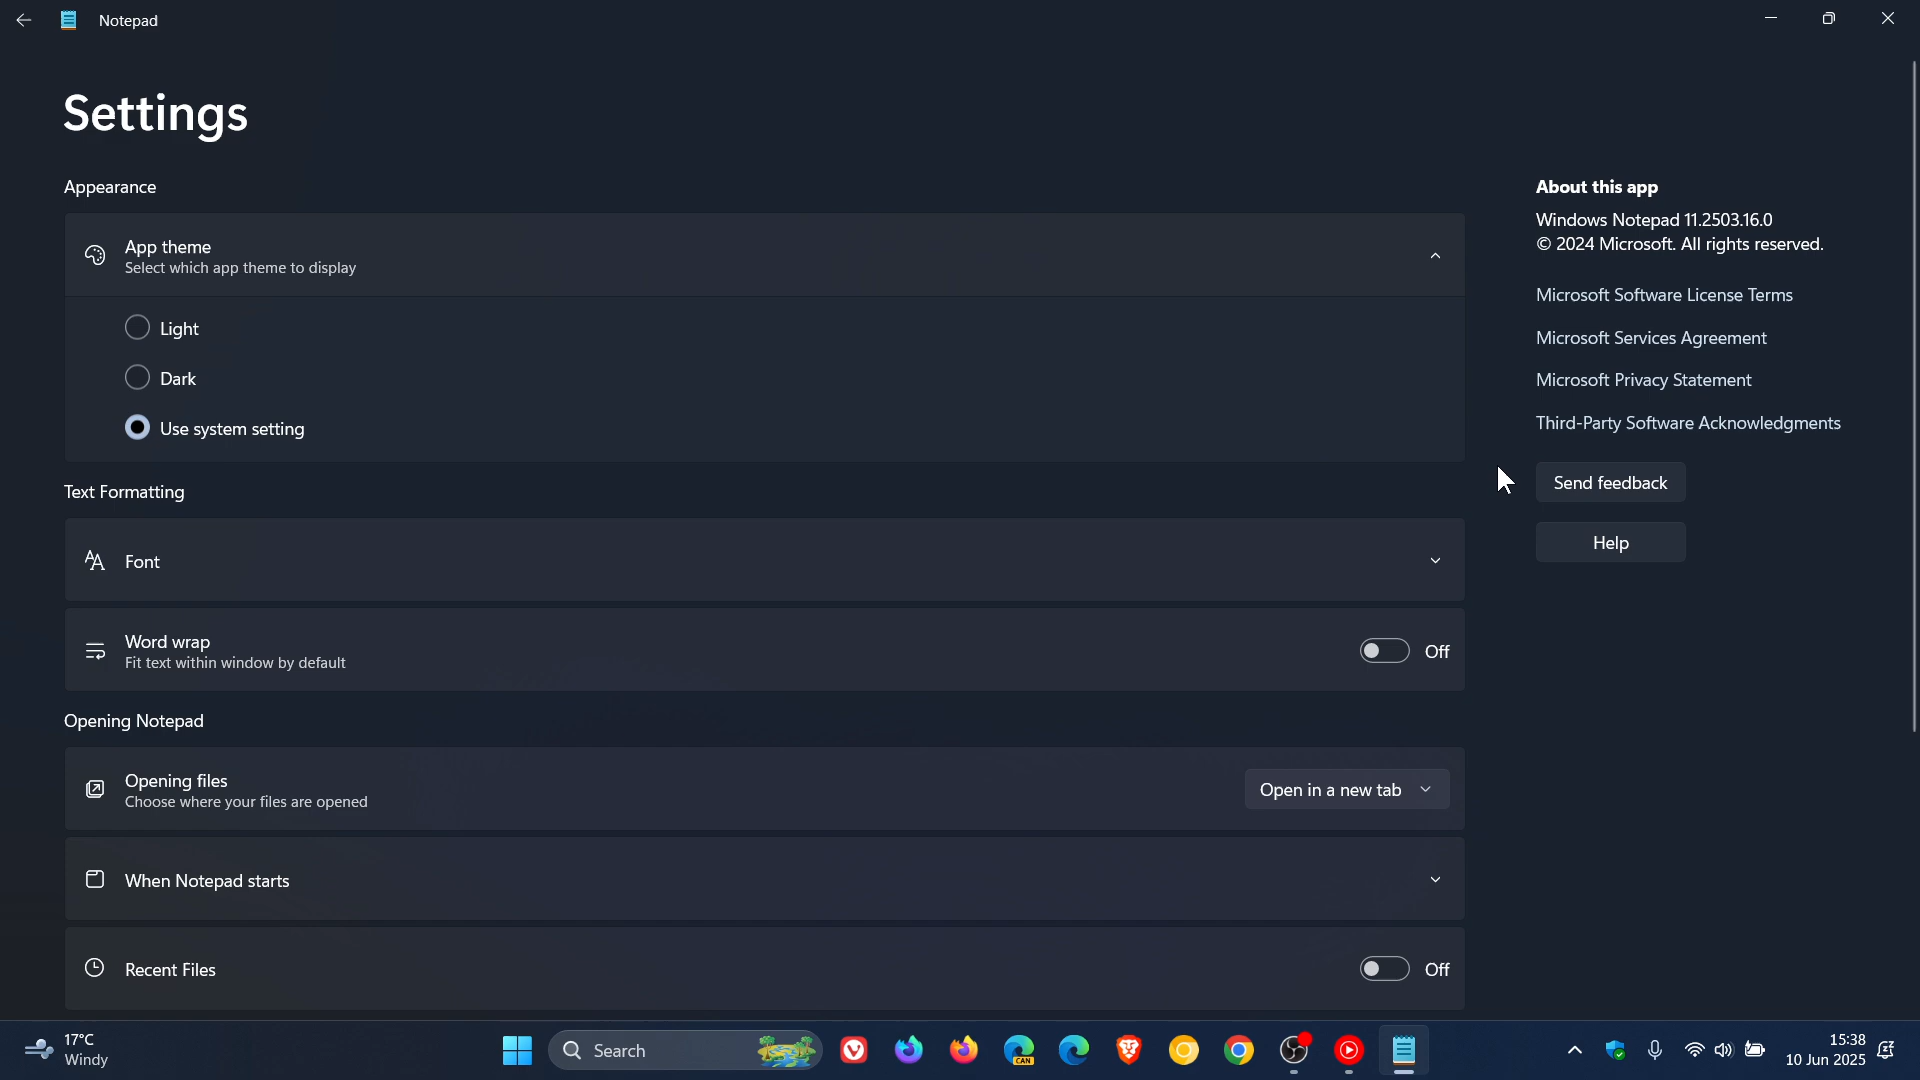 Notepad
Settings
Appearance
App theme
Select which app theme to display
Light
Dark
Use system setting
Text Formatting
Font
Word wrap
Fit text within window by default
Off
Opening Notepad
Opening files
Choose where your files are opened
Open in a new tab
When Notepad starts
Recent Files
Off
About this app
Windows Notepad 11.2503.16.0
© 2024 Microsoft. All rights reserved.
Microsoft Software License Terms
Microsoft Services Agreement
Microsoft Privacy Statement
Third-Party Software Acknowledgments
Send feedback
Help
17°C
Windy
Search
CAN
15:38
10 Jun 2025